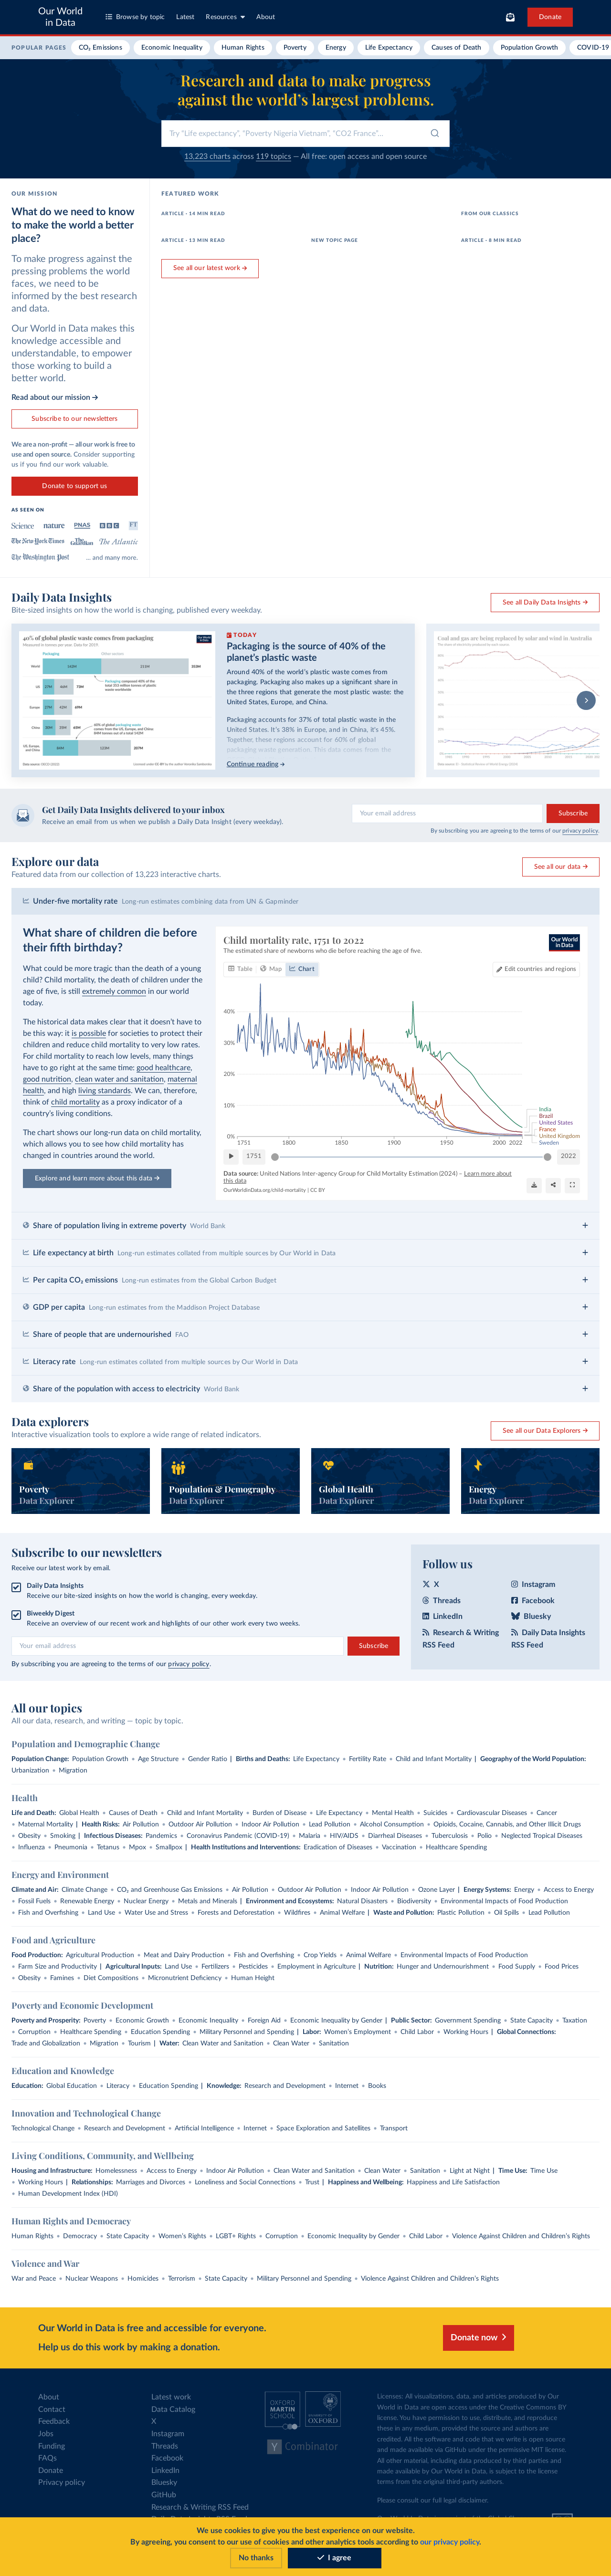 Our World in Data
Browse by topic
Latest
Resources
About
Donate
POPULAR PAGES
CO₂ Emissions
Economic Inequality
Human Rights
Poverty
Energy
Life Expectancy
Causes of Death
Population Growth
COVID-19
Research and data to make progress
against the world's largest problems.
Try "Life expectancy", "Poverty Nigeria Vietnam", "CO2 France"...
13,223 charts across 119 topics — All free: open access and open source
OUR MISSION
What do we need to know
to make the world a better
place?
To make progress against the
pressing problems the world
faces, we need to be
informed by the best research
and data.
Our World in Data makes this
knowledge accessible and
understandable, to empower
those working to build a
better world.
Read about our mission →
Subscribe to our newsletters
We are a non-profit — all our work is free to
use and open source. Consider supporting
us if you find our work valuable.
Donate to support us
AS SEEN ON
Science nature PNAS BBC FT
The New York Times The Guardian The Atlantic
The Washington Post ... and many more.
FEATURED WORK
ARTICLE - 14 MIN READ
FROM OUR CLASSICS
ARTICLE - 13 MIN READ
NEW TOPIC PAGE
ARTICLE - 8 MIN READ
See all our latest work →
Daily Data Insights
Bite-sized insights on how the world is changing, published every weekday.
See all Daily Data Insights →
40% of global plastic waste comes from packaging
TODAY
Packaging is the source of 40% of the
planet's plastic waste
Around 40% of the world's plastic waste comes from
packaging. Packaging also makes up a significant share in
the three regions that generate the most plastic waste: the
United States, Europe, and China.
Packaging accounts for 37% of total plastic waste in the
United States. It's 38% in Europe, and in China, it's 45%.
Together, these regions account for 60% of global
packaging waste generation. This data comes from the
Continue reading →
Coal and gas are being replaced by solar and wind in Australia
Get Daily Data Insights delivered to your inbox
Receive an email from us when we publish a Daily Data Insight (every weekday).
Your email address
Subscribe
By subscribing you are agreeing to the terms of our privacy policy.
Explore our data
Featured data from our collection of 13,223 interactive charts.
See all our data →
Under-five mortality rate Long-run estimates combining data from UN & Gapminder
What share of children die before
their fifth birthday?
What could be more tragic than the death of a young
child? Child mortality, the death of children under the
age of five, is still extremely common in our world
today.
The historical data makes clear that it doesn't have to
be this way: it is possible for societies to protect their
children and reduce child mortality to very low rates.
For child mortality to reach low levels, many things
have to go right at the same time: good healthcare,
good nutrition, clean water and sanitation, maternal
health, and high living standards. We can, therefore,
think of child mortality as a proxy indicator of a
country's living conditions.
The chart shows our long-run data on child mortality,
which allows you to see how child mortality has
changed in countries around the world.
Explore and learn more about this data →
Child mortality rate, 1751 to 2022
The estimated share of newborns who die before reaching the age of five.
Our World in Data
Table Map Chart
Edit countries and regions
40%
30%
20%
10%
0%
1751 1800 1850 1900 1950 2000 2022
India
Brazil
United States
France
United Kingdom
Sweden
1751
2022
Data source: United Nations Inter-agency Group for Child Mortality Estimation (2024) – Learn more about
this data
OurWorldinData.org/child-mortality | CC BY
Share of population living in extreme poverty World Bank
Life expectancy at birth Long-run estimates collated from multiple sources by Our World in Data
Per capita CO₂ emissions Long-run estimates from the Global Carbon Budget
GDP per capita Long-run estimates from the Maddison Project Database
Share of people that are undernourished FAO
Literacy rate Long-run estimates collated from multiple sources by Our World in Data
Share of the population with access to electricity World Bank
Data explorers
Interactive visualization tools to explore a wide range of related indicators.
See all our Data Explorers →
Poverty
Data Explorer
Population & Demography
Data Explorer
Global Health
Data Explorer
Energy
Data Explorer
Subscribe to our newsletters
Receive our latest work by email.
Daily Data Insights
Receive our bite-sized insights on how the world is changing, every weekday.
Biweekly Digest
Receive an overview of our recent work and highlights of our other work every two weeks.
Your email address
Subscribe
By subscribing you are agreeing to the terms of our privacy policy.
Follow us
X
Instagram
Threads
Facebook
LinkedIn
Bluesky
Research & Writing RSS Feed
Daily Data Insights RSS Feed
All our topics
All our data, research, and writing — topic by topic.
Population and Demographic Change
Population Change: Population Growth • Age Structure • Gender Ratio | Births and Deaths: Life Expectancy • Fertility Rate • Child and Infant Mortality | Geography of the World Population:
Urbanization • Migration
Health
Life and Death: Global Health • Causes of Death • Child and Infant Mortality • Burden of Disease • Life Expectancy • Mental Health • Suicides • Cardiovascular Diseases • Cancer
• Maternal Mortality | Health Risks: Air Pollution • Outdoor Air Pollution • Indoor Air Pollution • Lead Pollution • Alcohol Consumption • Opioids, Cocaine, Cannabis, and Other Illicit Drugs
• Obesity • Smoking | Infectious Diseases: Pandemics • Coronavirus Pandemic (COVID-19) • Malaria • HIV/AIDS • Diarrheal Diseases • Tuberculosis • Polio • Neglected Tropical Diseases
• Influenza • Pneumonia • Tetanus • Mpox • Smallpox | Health Institutions and Interventions: Eradication of Diseases • Vaccination • Healthcare Spending
Energy and Environment
Climate and Air: Climate Change • CO₂ and Greenhouse Gas Emissions • Air Pollution • Outdoor Air Pollution • Indoor Air Pollution • Ozone Layer | Energy Systems: Energy • Access to Energy
• Fossil Fuels • Renewable Energy • Nuclear Energy • Metals and Minerals | Environment and Ecosystems: Natural Disasters • Biodiversity • Environmental Impacts of Food Production
• Fish and Overfishing • Land Use • Water Use and Stress • Forests and Deforestation • Wildfires • Animal Welfare | Waste and Pollution: Plastic Pollution • Oil Spills • Lead Pollution
Food and Agriculture
Food Production: Agricultural Production • Meat and Dairy Production • Fish and Overfishing • Crop Yields • Animal Welfare • Environmental Impacts of Food Production
• Farm Size and Productivity | Agricultural Inputs: Land Use • Fertilizers • Pesticides • Employment in Agriculture | Nutrition: Hunger and Undernourishment • Food Supply • Food Prices
• Obesity • Famines • Diet Compositions • Micronutrient Deficiency • Human Height
Poverty and Economic Development
Poverty and Prosperity: Poverty • Economic Growth • Economic Inequality • Foreign Aid • Economic Inequality by Gender | Public Sector: Government Spending • State Capacity • Taxation
• Corruption • Healthcare Spending • Education Spending • Military Personnel and Spending | Labor: Women's Employment • Child Labor • Working Hours | Global Connections:
Trade and Globalization • Migration • Tourism | Water: Clean Water and Sanitation • Clean Water • Sanitation
Education and Knowledge
Education: Global Education • Literacy • Education Spending | Knowledge: Research and Development • Internet • Books
Innovation and Technological Change
Technological Change • Research and Development • Artificial Intelligence • Internet • Space Exploration and Satellites • Transport
Living Conditions, Community, and Wellbeing
Housing and Infrastructure: Homelessness • Access to Energy • Indoor Air Pollution • Clean Water and Sanitation • Clean Water • Sanitation • Light at Night | Time Use: Time Use
• Working Hours | Relationships: Marriages and Divorces • Loneliness and Social Connections • Trust | Happiness and Wellbeing: Happiness and Life Satisfaction
• Human Development Index (HDI)
Human Rights and Democracy
Human Rights • Democracy • State Capacity • Women's Rights • LGBT+ Rights • Corruption • Economic Inequality by Gender • Child Labor • Violence Against Children and Children's Rights
Violence and War
War and Peace • Nuclear Weapons • Homicides • Terrorism • State Capacity • Military Personnel and Spending • Violence Against Children and Children's Rights
Our World in Data is free and accessible for everyone.
Help us do this work by making a donation.
Donate now
About
Contact
Feedback
Jobs
Funding
FAQs
Donate
Privacy policy
Latest work
Data Catalog
X
Instagram
Threads
Facebook
LinkedIn
Bluesky
GitHub
Research & Writing RSS Feed
OXFORD MARTIN SCHOOL
UNIVERSITY OF OXFORD
Y Combinator
Licenses: All visualizations, data, and articles produced by Our
World in Data are open access under the Creative Commons BY
license. You have permission to use, distribute, and reproduce
these in any medium, provided the source and authors are
credited. All the software and code that we write is open source
and made available via GitHub under the permissive MIT license.
All other material, including data produced by third parties and
made available by Our World in Data, is subject to the license
terms from the original third-party authors.
Please consult our full legal disclaimer.
We use cookies to give you the best experience on our website.
By agreeing, you consent to our use of cookies and other analytics tools according to our privacy policy.
No thanks
I agree